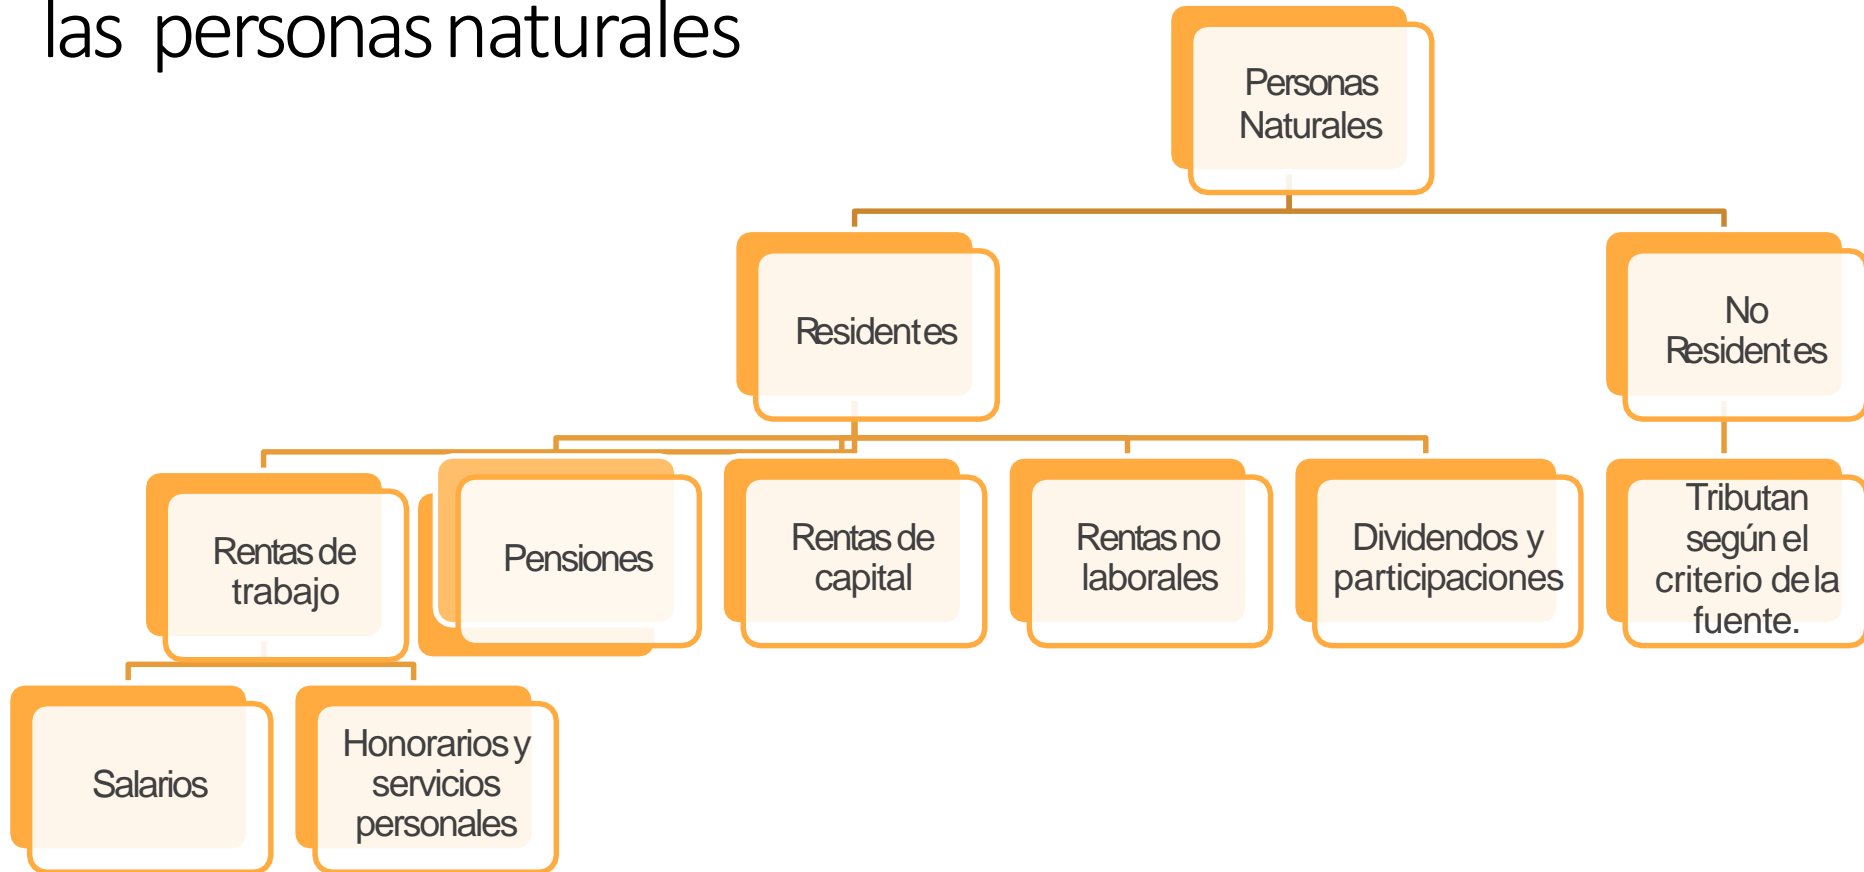 las personas naturales
Personas
Naturales
Residentes
No
Residentes
Rentas de
trabajo
Pensiones
Rentas de
capital
Rentas no
laborales
Dividendos y
participaciones
Tributan
según el
criterio de la
fuente.
Salarios
Honorarios y
servicios
personales